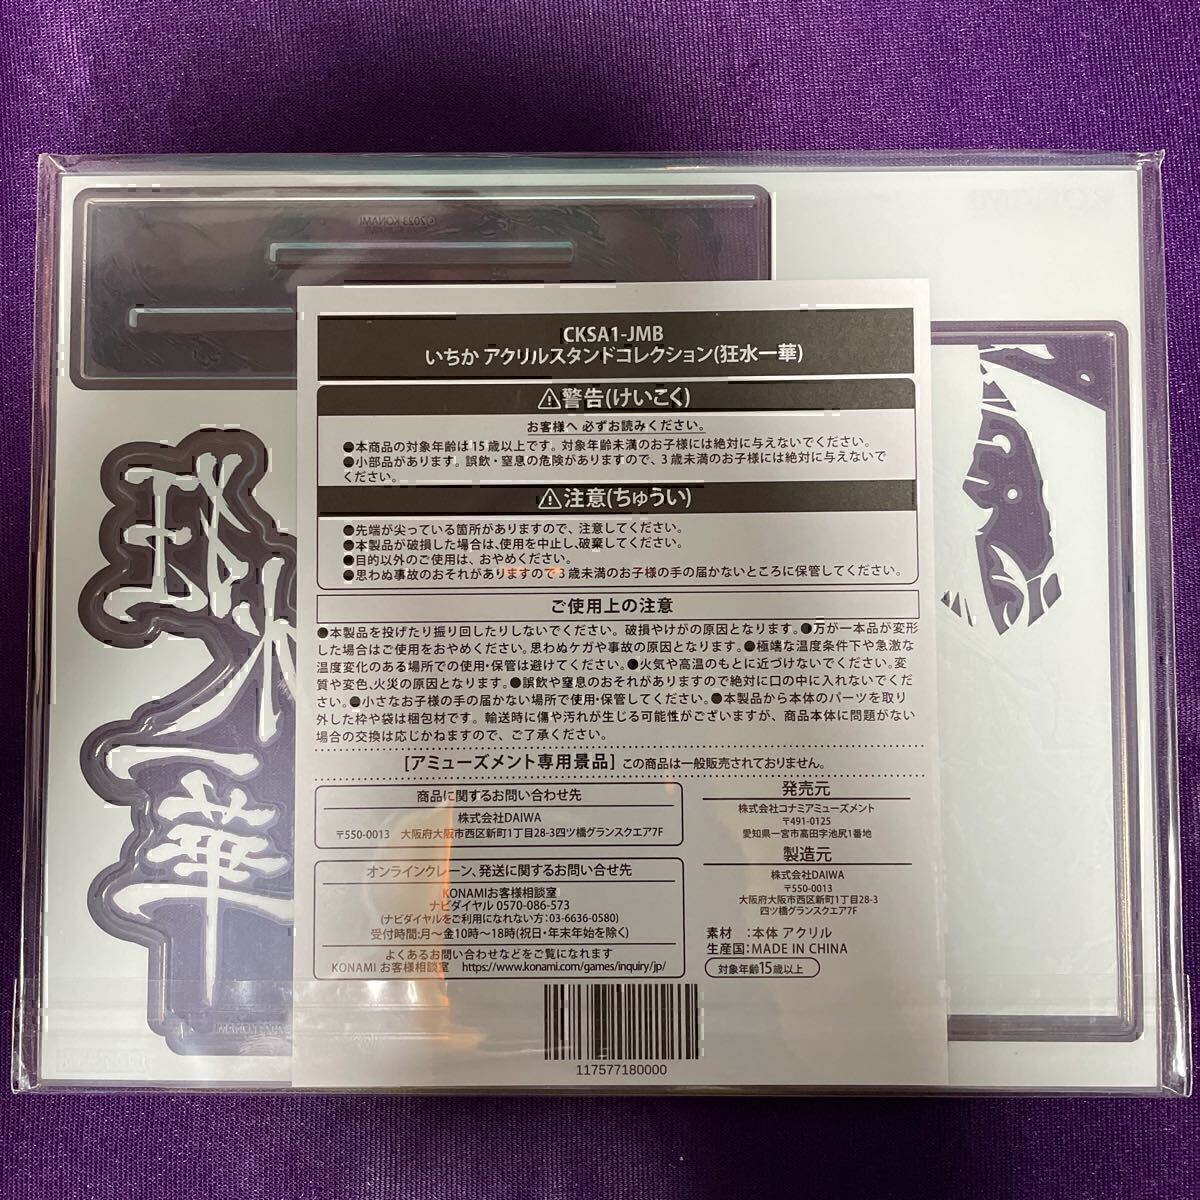 ©2023 KONAMI
CKSA1-JMB
いちか アクリルスタンドコレクション(狂水一華)
⚠警告(けいこく)
お客様へ 必ずお読みください。
●本商品の対象年齢は15歳以上です。対象年齢未満のお子様には絶対に与えないでください。
●小部品があります。誤飲・窒息の危険がありますので、3歳未満のお子様には絶対に与えないで
ください。
⚠注意(ちゅうい)
●先端が尖っている箇所がありますので、注意してください。
●本製品が破損した場合は、使用を中止し、破棄してください。
●目的以外のご使用は、おやめください。
●思わぬ事故のおそれがありますので3歳未満のお子様の手の届かないところに保管してください。
ご使用上の注意
●本製品を投げたり振り回したりしないでください。破損やけがの原因となります。●万が一本品が変形
した場合はご使用をおやめください。思わぬケガや事故の原因となります。●極端な温度条件下や急激な
温度変化のある場所での使用・保管は避けてください。●火気や高温のもとに近づけないでください。変
質や変色、火災の原因となります。●誤飲や窒息のおそれがありますので絶対に口の中に入れないでくだ
さい。●小さなお子様の手の届かない場所で使用・保管してください。●本製品から本体のパーツを取り
外した枠や袋は梱包材です。輸送時に傷や汚れが生じる可能性がございますが、商品本体に問題がない
場合の交換は応じかねますので、ご了承ください。
[アミューズメント専用景品] この商品は一般販売されておりません。
商品に関するお問い合わせ先
株式会社DAIWA
〒550-0013 大阪府大阪市西区新町1丁目28-3四ツ橋グランスクエア7F
オンラインクレーン、発送に関するお問い合せ先
KONAMIお客様相談室
ナビダイヤル 0570-086-573
(ナビダイヤルをご利用になれない方：03-6636-0580)
受付時間:月～金10時～18時(祝日・年末年始を除く)
よくあるお問い合わせなどをご覧になれます
KONAMI お客様相談室 https://www.konami.com/games/inquiry/jp/
発売元
株式会社コナミアミューズメント
〒491-0125
愛知県一宮市高田字池尻1番地
製造元
株式会社DAIWA
〒550-0013
大阪府大阪市西区新町1丁目28-3
四ツ橋グランスクエア7F
素材 ：本体 アクリル
生産国：MADE IN CHINA
対象年齢15歳以上
117577180000
狂水一華